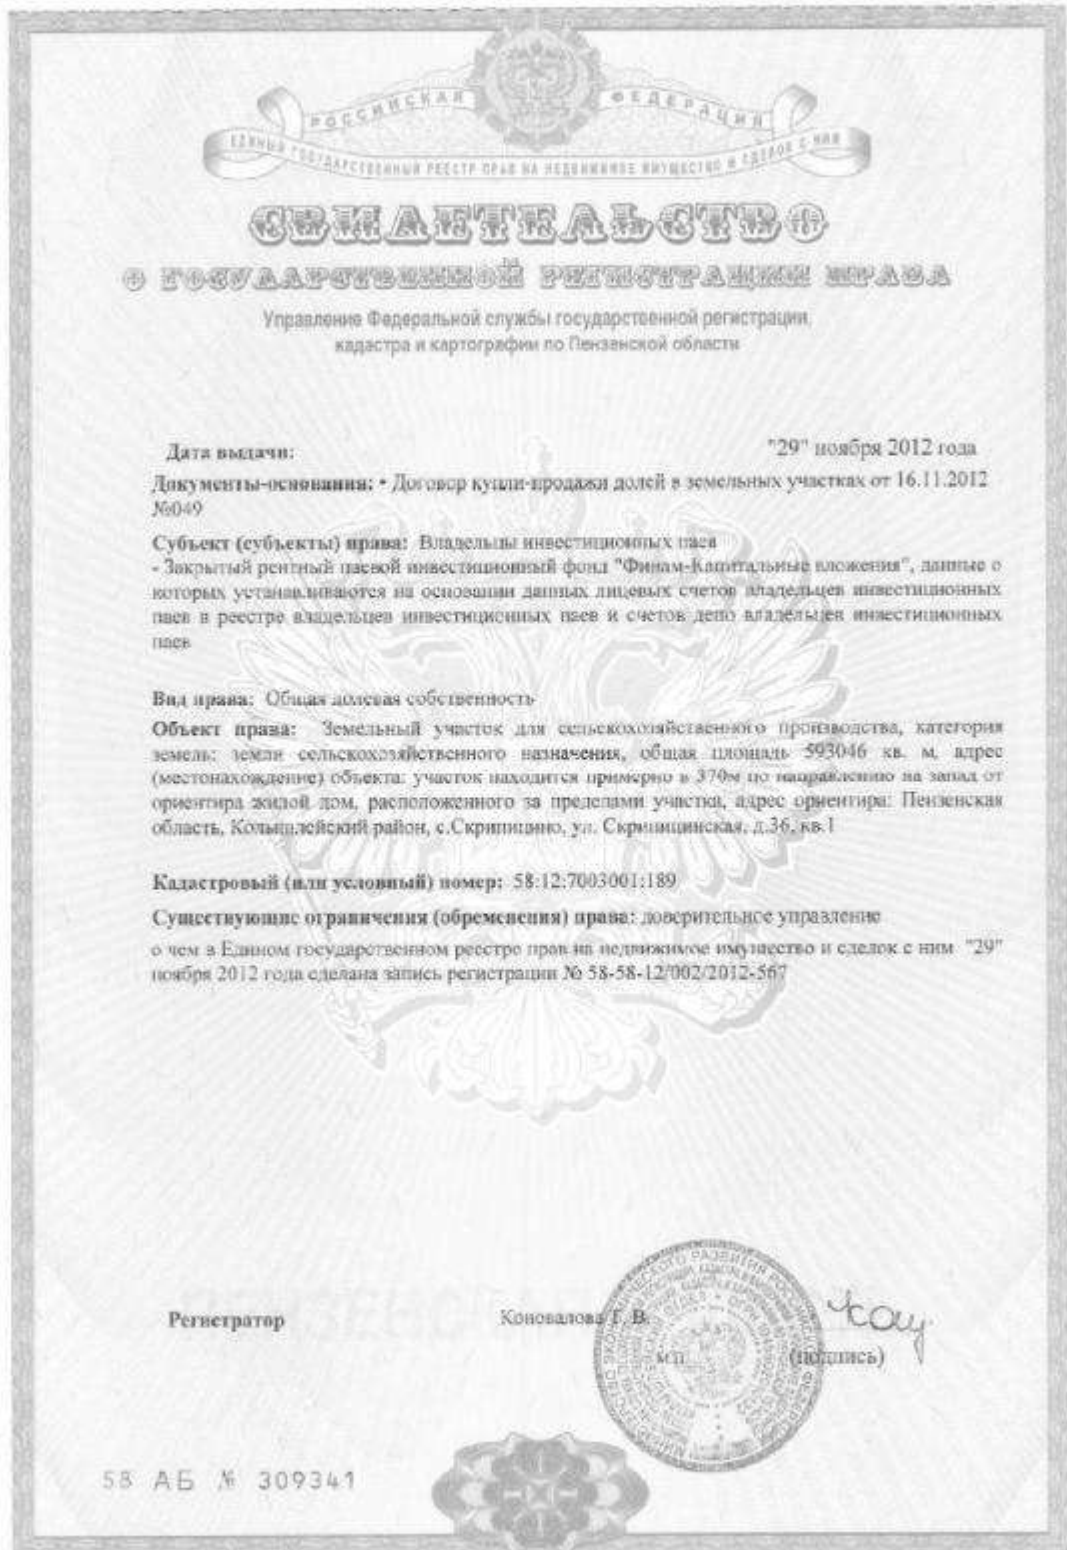 РОССИЙСКАЯ ФЕДЕРАЦИЯ
ЕДИНЫЙ ГОСУДАРСТВЕННЫЙ РЕЕСТР ПРАВ НА НЕДВИЖИМОЕ ИМУЩЕСТВО И СДЕЛОК С НИМ
СВИДЕТЕЛЬСТВО
О ГОСУДАРСТВЕННОЙ РЕГИСТРАЦИИ ПРАВА
Управление Федеральной службы государственной регистрации,
кадастра и картографии по Пензенской области
Дата выдачи: "29" ноября 2012 года
Документы-основания: • Договор купли-продажи долей в земельных участках от 16.11.2012
№049
Субъект (субъекты) права: Владельцы инвестиционных паев
- Закрытый рентный паевой инвестиционный фонд "Финам-Капитальные вложения", данные о
которых устанавливаются на основании данных лицевых счетов владельцев инвестиционных
паев в реестре владельцев инвестиционных паев и счетов депо владельцев инвестиционных
паев
Вид права: Общая долевая собственность
Объект права: Земельный участок для сельскохозяйственного производства, категория
земель: земли сельскохозяйственного назначения, общая площадь 593046 кв. м, адрес
(местонахождение) объекта: участок находится примерно в 370м по направлению на запад от
ориентира жилой дом, расположенного за пределами участка, адрес ориентира: Пензенская
область, Колышлейский район, с.Скрипицино, ул. Скрипицинская, д.36, кв.1
Кадастровый (или условный) номер: 58:12:7003001:189
Существующие ограничения (обременения) права: доверительное управление
о чем в Едином государственном реестре прав на недвижимое имущество и сделок с ним "29"
ноября 2012 года сделана запись регистрации № 58-58-12/002/2012-567
Регистратор Коновалова Г. В.
м.п. (подпись)
58 АБ № 309341